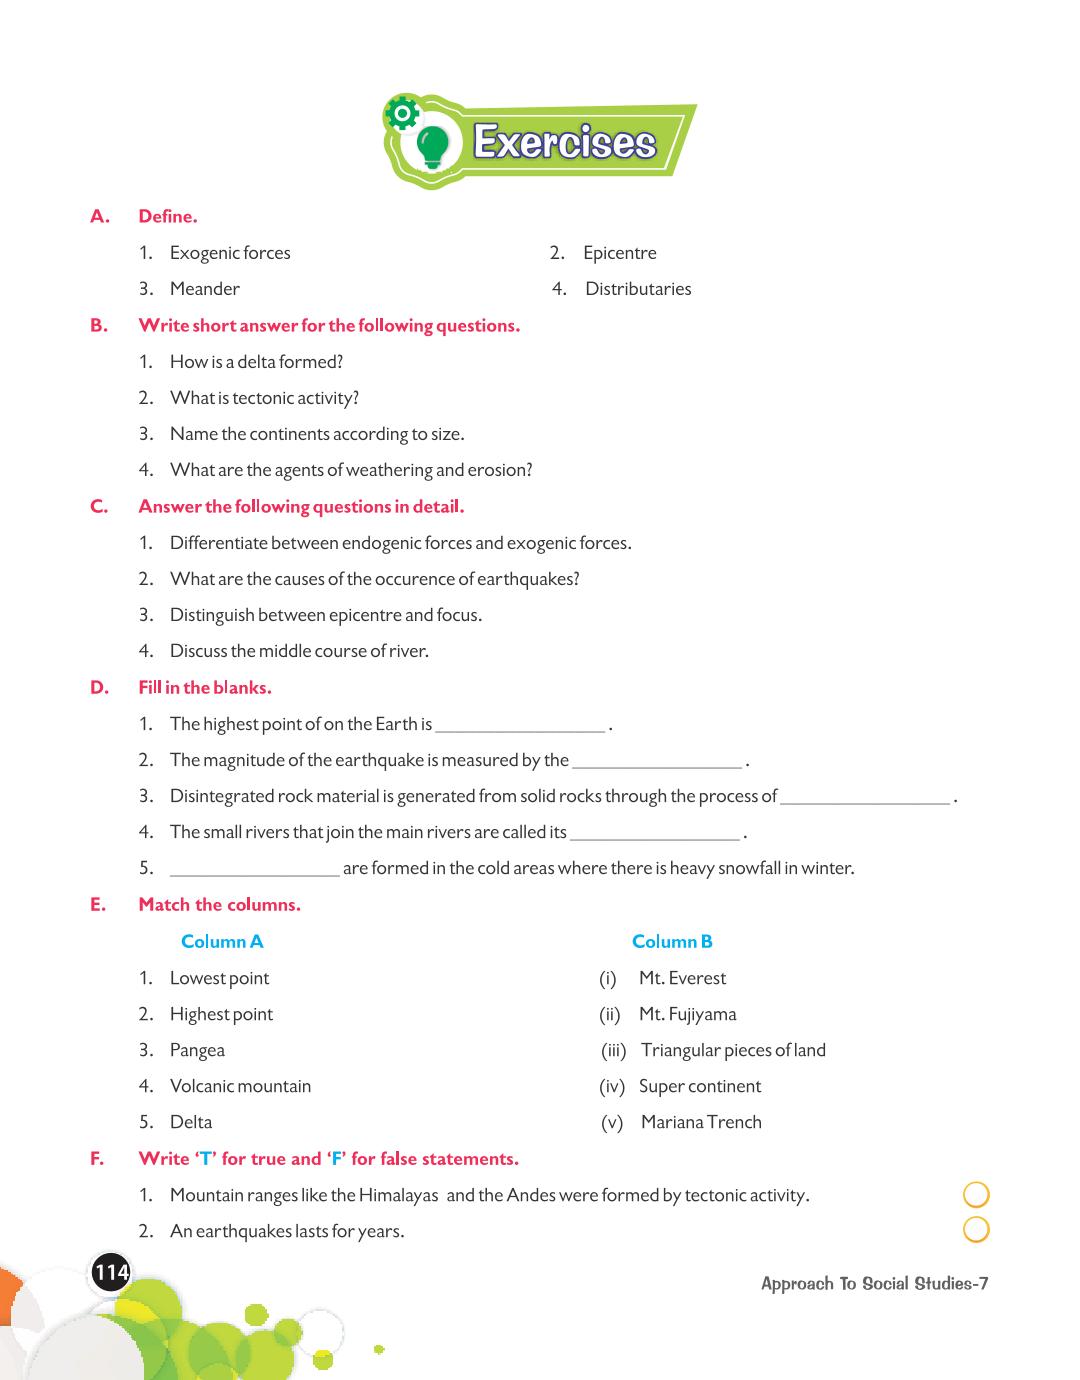 Exercises
A. Define.
1. Exogenic forces 2. Epicentre
3. Meander 4. Distributaries
B. Write short answer for the following questions.
1. How is a delta formed?
2. What is tectonic activity?
3. Name the continents according to size.
4. What are the agents of weathering and erosion?
C. Answer the following questions in detail.
1. Differentiate between endogenic forces and exogenic forces.
2. What are the causes of the occurence of earthquakes?
3. Distinguish between epicentre and focus.
4. Discuss the middle course of river.
D. Fill in the blanks.
1. The highest point of on the Earth is _________________ .
2. The magnitude of the earthquake is measured by the _________________ .
3. Disintegrated rock material is generated from solid rocks through the process of _________________ .
4. The small rivers that join the main rivers are called its _________________ .
5. _________________ are formed in the cold areas where there is heavy snowfall in winter.
E. Match the columns.
Column A Column B
1. Lowest point (i) Mt. Everest
2. Highest point (ii) Mt. Fujiyama
3. Pangea (iii) Triangular pieces of land
4. Volcanic mountain (iv) Super continent
5. Delta (v) Mariana Trench
F. Write ‘T’ for true and ‘F’ for false statements.
1. Mountain ranges like the Himalayas and the Andes were formed by tectonic activity.
2. An earthquakes lasts for years.
114
Approach To Social Studies-7